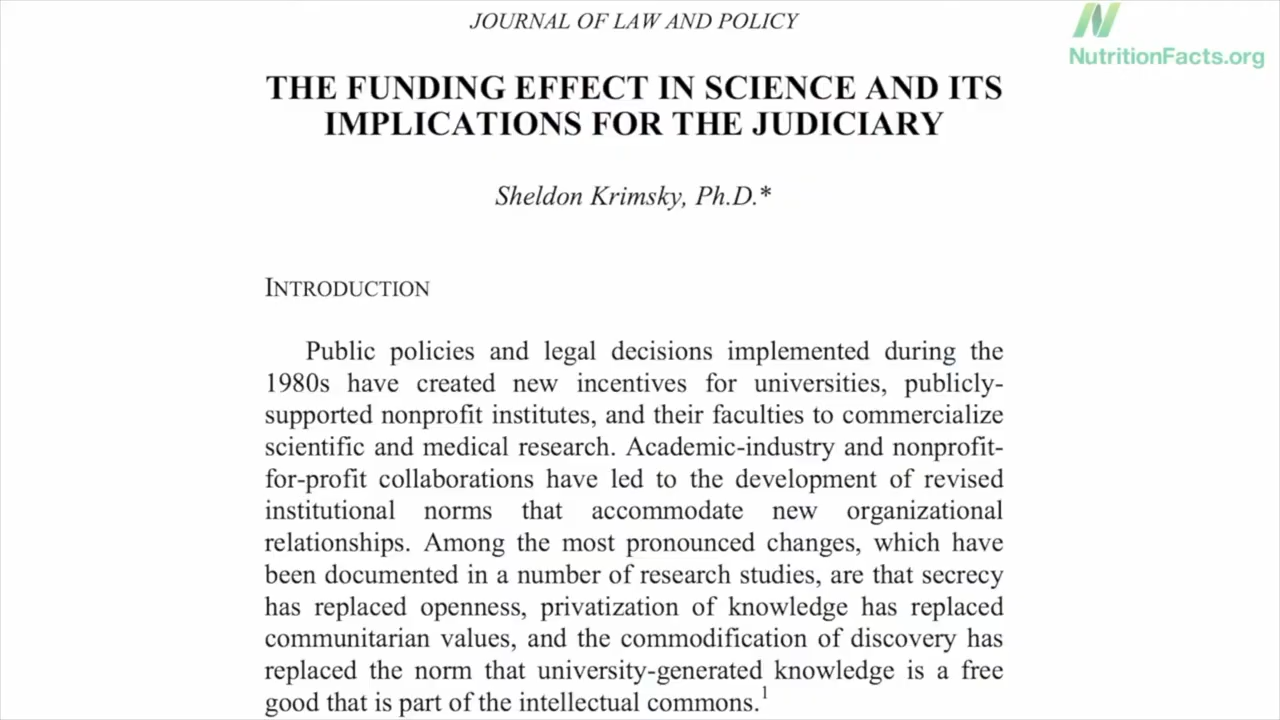 JOURNAL OF LAW AND POLICY
NutritionFacts.org
THE FUNDING EFFECT IN SCIENCE AND ITS
IMPLICATIONS FOR THE JUDICIARY
Sheldon Krimsky, Ph.D.*
INTRODUCTION
Public policies and legal decisions implemented during the
1980s have created new incentives for universities, publicly-
supported nonprofit institutes, and their faculties to commercialize
scientific and medical research. Academic-industry and nonprofit-
for-profit collaborations have led to the development of revised
institutional norms that accommodate new organizational
relationships. Among the most pronounced changes, which have
been documented in a number of research studies, are that secrecy
has replaced openness, privatization of knowledge has replaced
communitarian values, and the commodification of discovery has
replaced the norm that university-generated knowledge is a free
good that is part of the intellectual commons.1